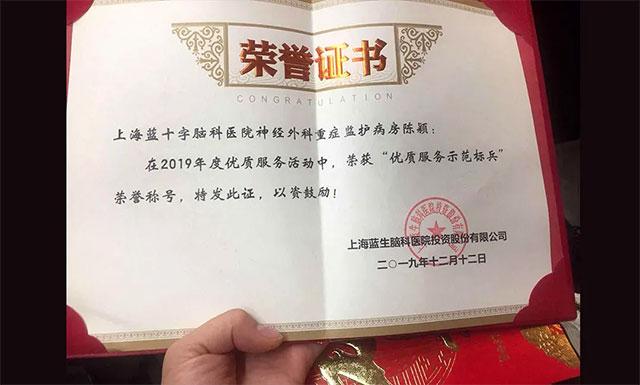 荣誉证书
CONGRATULATION
上海蓝十字脑科医院神经外科重症监护病房陈颖：
在2019年度优质服务活动中，荣获“优质服务示范标兵”
荣誉称号，特发此证，以资鼓励！
上海蓝生脑科医院投资股份有限公司
二〇一九年十二月十二日